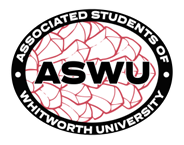 ASSOCIATED STUDENTS OF
ASWU
WHITWORTH UNIVERSITY